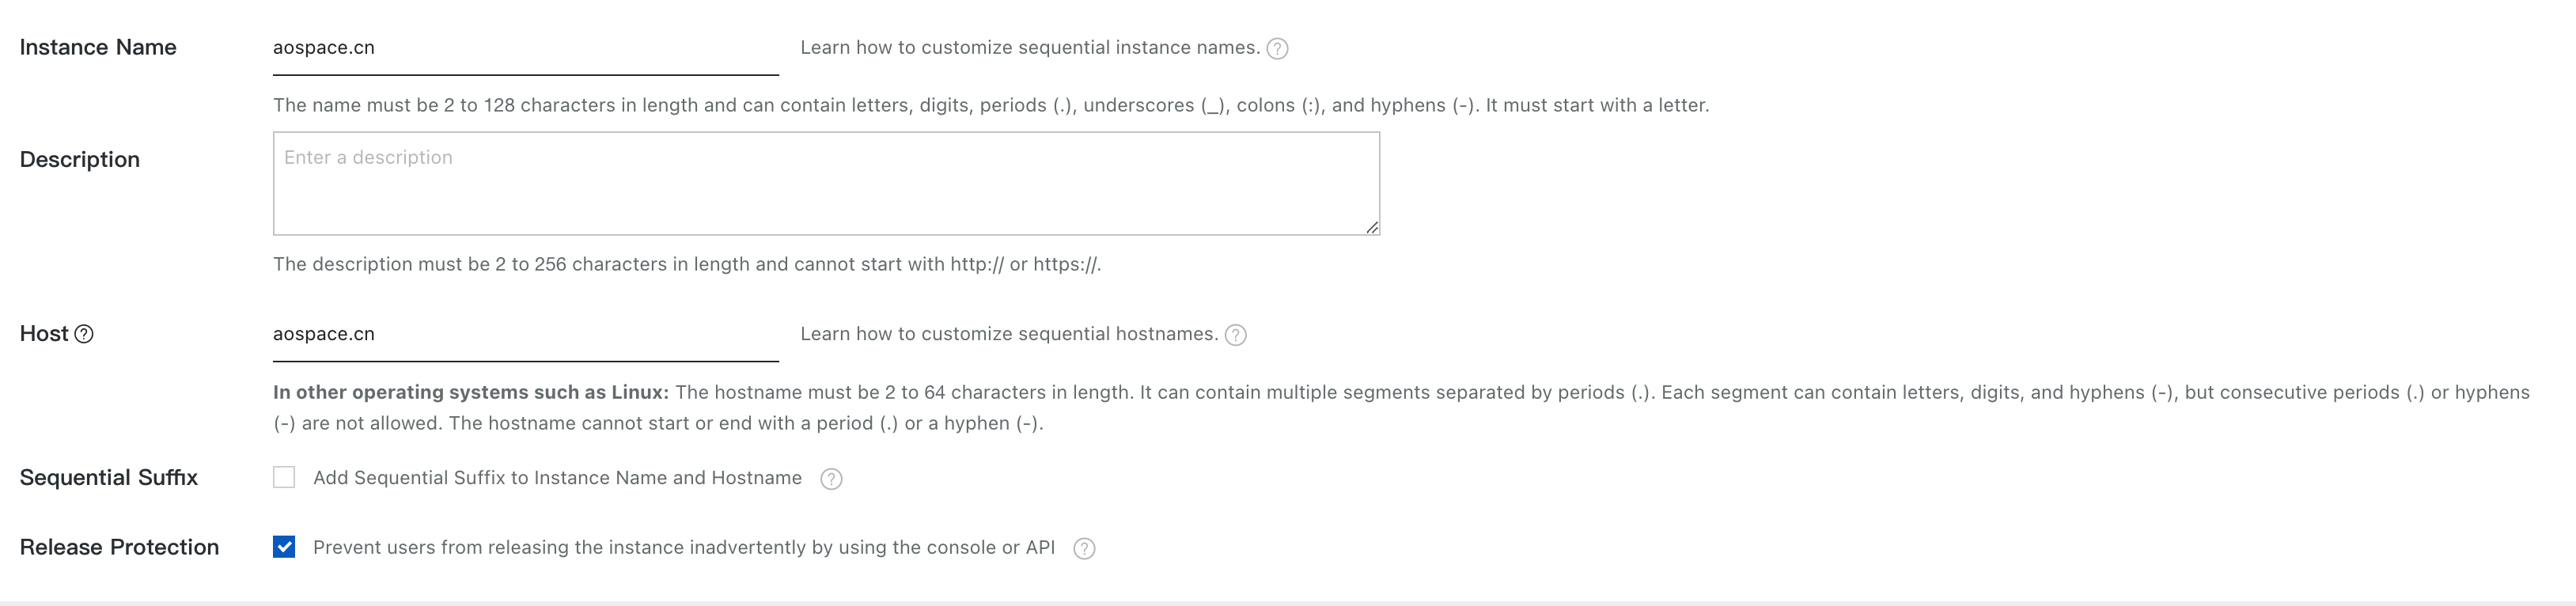 Instance Name
aospace.cn
Learn how to customize sequential instance names. ?
The name must be 2 to 128 characters in length and can contain letters, digits, periods (.), underscores (_), colons (:), and hyphens (-). It must start with a letter.
Description
Enter a description
The description must be 2 to 256 characters in length and cannot start with http:// or https://.
Host ?
aospace.cn
Learn how to customize sequential hostnames. ?
In other operating systems such as Linux: The hostname must be 2 to 64 characters in length. It can contain multiple segments separated by periods (.). Each segment can contain letters, digits, and hyphens (-), but consecutive periods (.) or hyphens
(-) are not allowed. The hostname cannot start or end with a period (.) or a hyphen (-).
Sequential Suffix
Add Sequential Suffix to Instance Name and Hostname ?
Release Protection
Prevent users from releasing the instance inadvertently by using the console or API ?